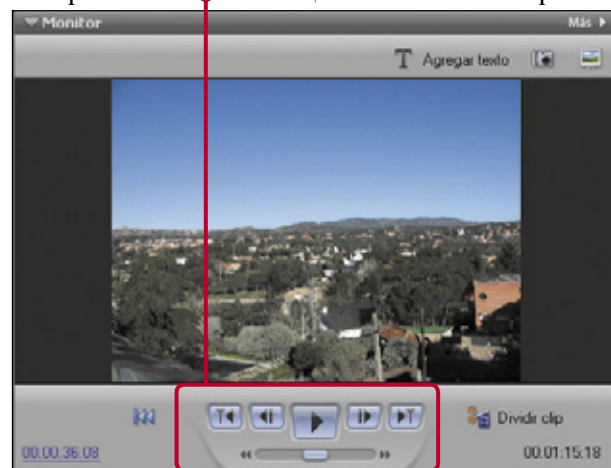 Monitor
Más
T Agregar texto
Dividir clip
00.00.36.08
00.01.15.18